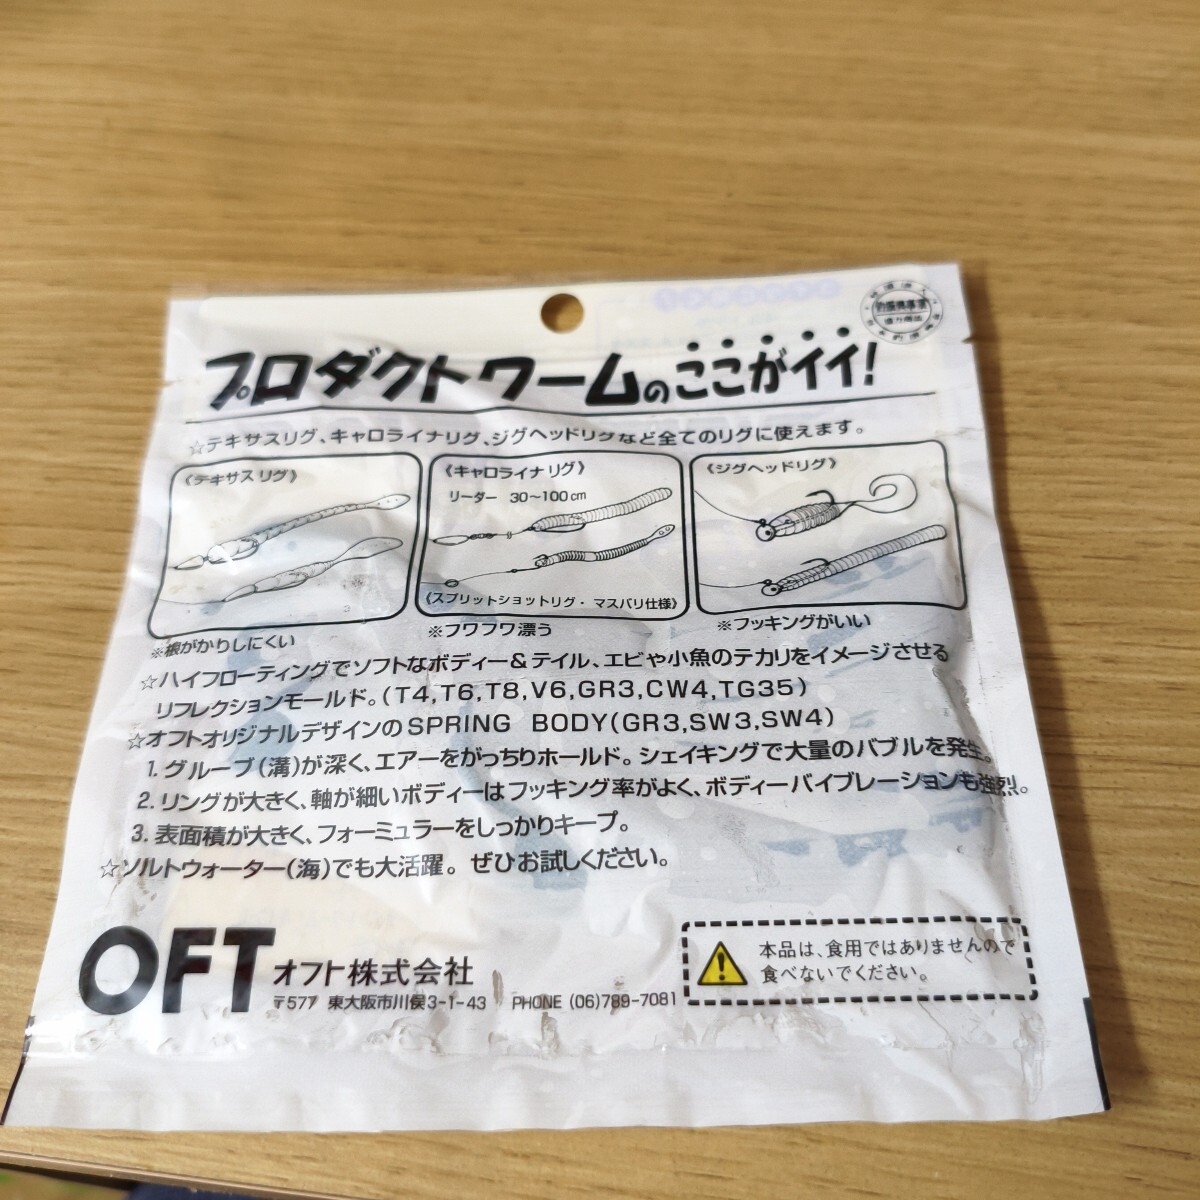 プロダクトワームのここがイイ!
釣振興事業
協力商品
☆テキサスリグ、キャロライナリグ、ジグヘッドリグなど全てのリグに使えます。
《テキサス リグ》
※根がかりしにくい
《キャロライナ リグ》
リーダー 30〜100cm
《スプリットショットリグ・マスバリ仕様》
※フワフワ漂う
《ジグヘッドリグ》
※フッキングがいい
☆ハイフローティングでソフトなボディー&テイル、エビや小魚のテカリをイメージさせる
リフレクションモールド。(T4,T6,T8,V6,GR3,CW4,TG35)
☆オフトオリジナルデザインのSPRING BODY(GR3,SW3,SW4)
1. グルーブ(溝)が深く、エアーをがっちりホールド。シェイキングで大量のバブルを発生。
2. リングが大きく、軸が細いボディーはフッキング率がよく、ボディーバイブレーションも強烈。
3. 表面積が大きく、フォーミュラーをしっかりキープ。
☆ソルトウォーター(海)でも大活躍。ぜひお試しください。
OFT オフト株式会社
〒577 東大阪市川俣3-1-43 PHONE (06)789-7081
本品は、食用ではありませんので
食べないでください。